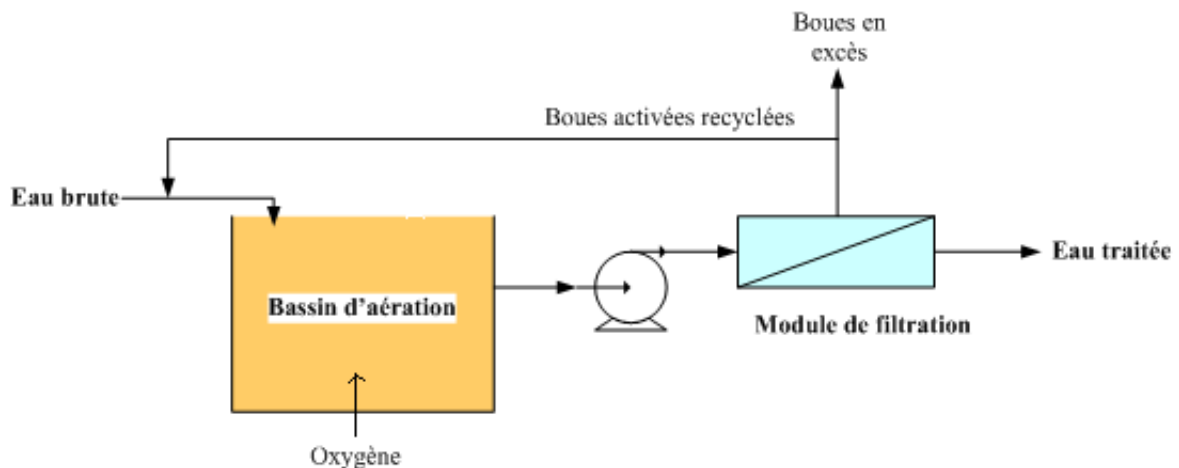 Boues en
excès
Boues activées recyclées
Eau brute
Eau traitée
Bassin d'aération
Module de filtration
Oxygène